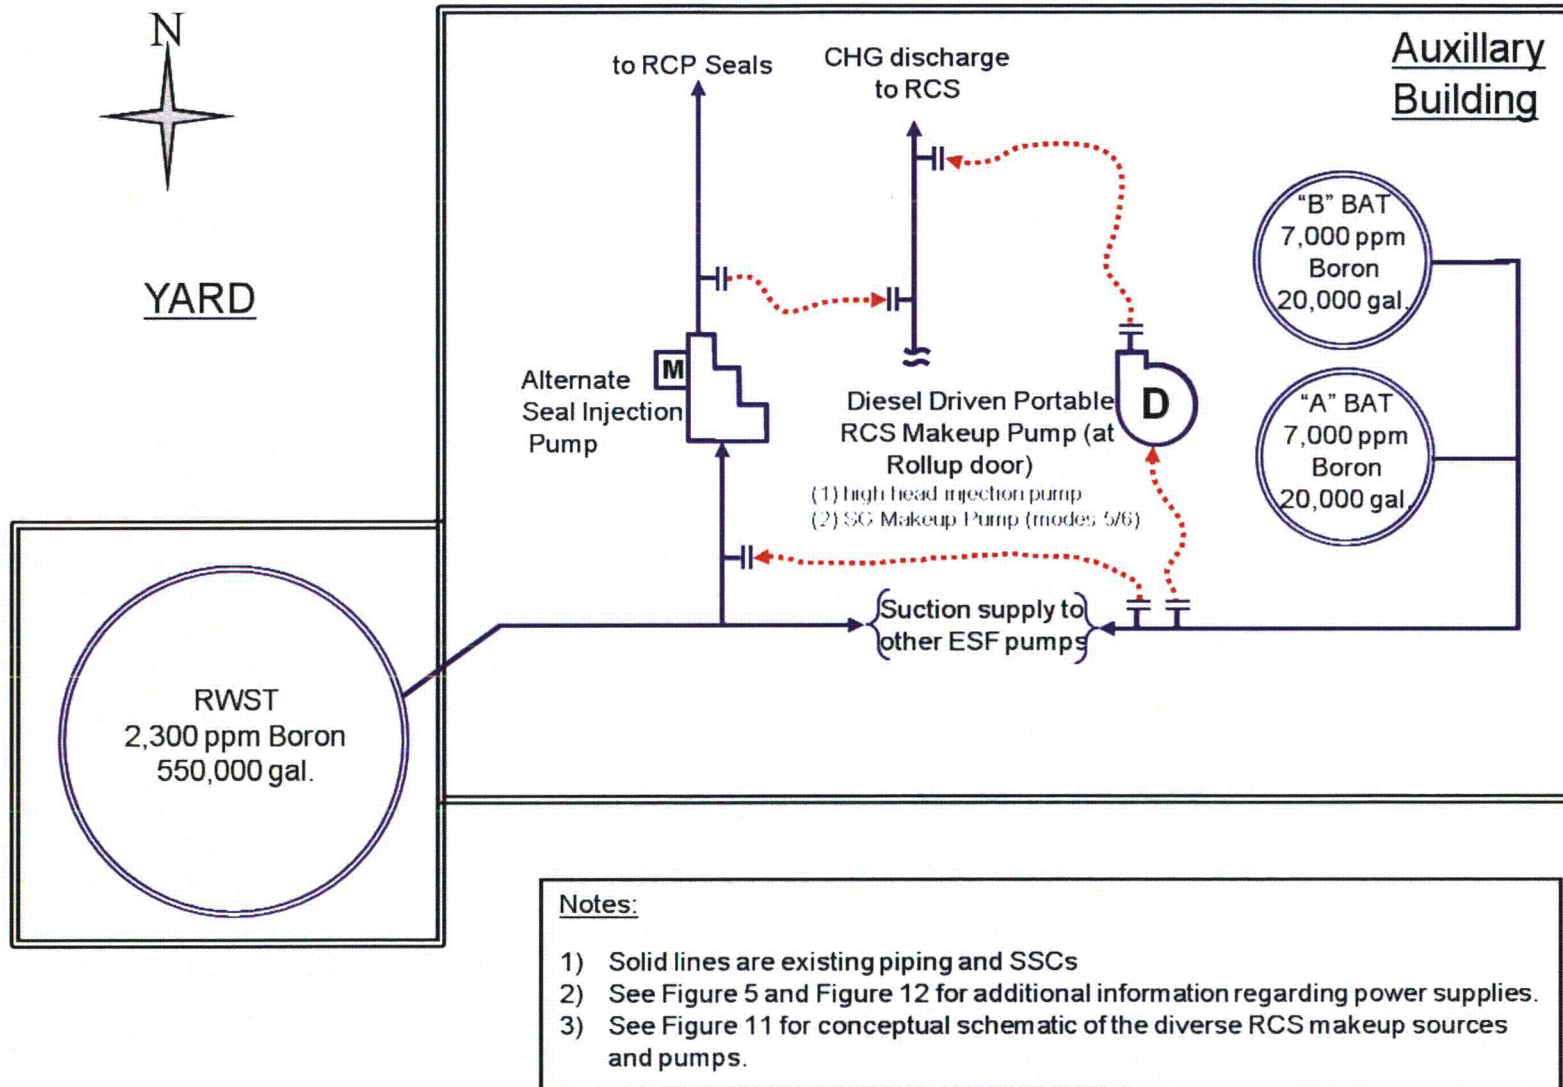 N
YARD
Auxillary
Building
to RCP Seals
CHG discharge
to RCS
"B" BAT
7,000 ppm
Boron
20,000 gal.
"A" BAT
7,000 ppm
Boron
20,000 gal.
M
Alternate
Seal Injection
Pump
D
Diesel Driven Portable
RCS Makeup Pump (at
Rollup door)
(1) high head injection pump
(2) SG Makeup Pump (modes 5/6)
Suction supply to
other ESF pumps
RWST
2,300 ppm Boron
550,000 gal.
Notes:
1) Solid lines are existing piping and SSCs
2) See Figure 5 and Figure 12 for additional information regarding power supplies.
3) See Figure 11 for conceptual schematic of the diverse RCS makeup sources
and pumps.